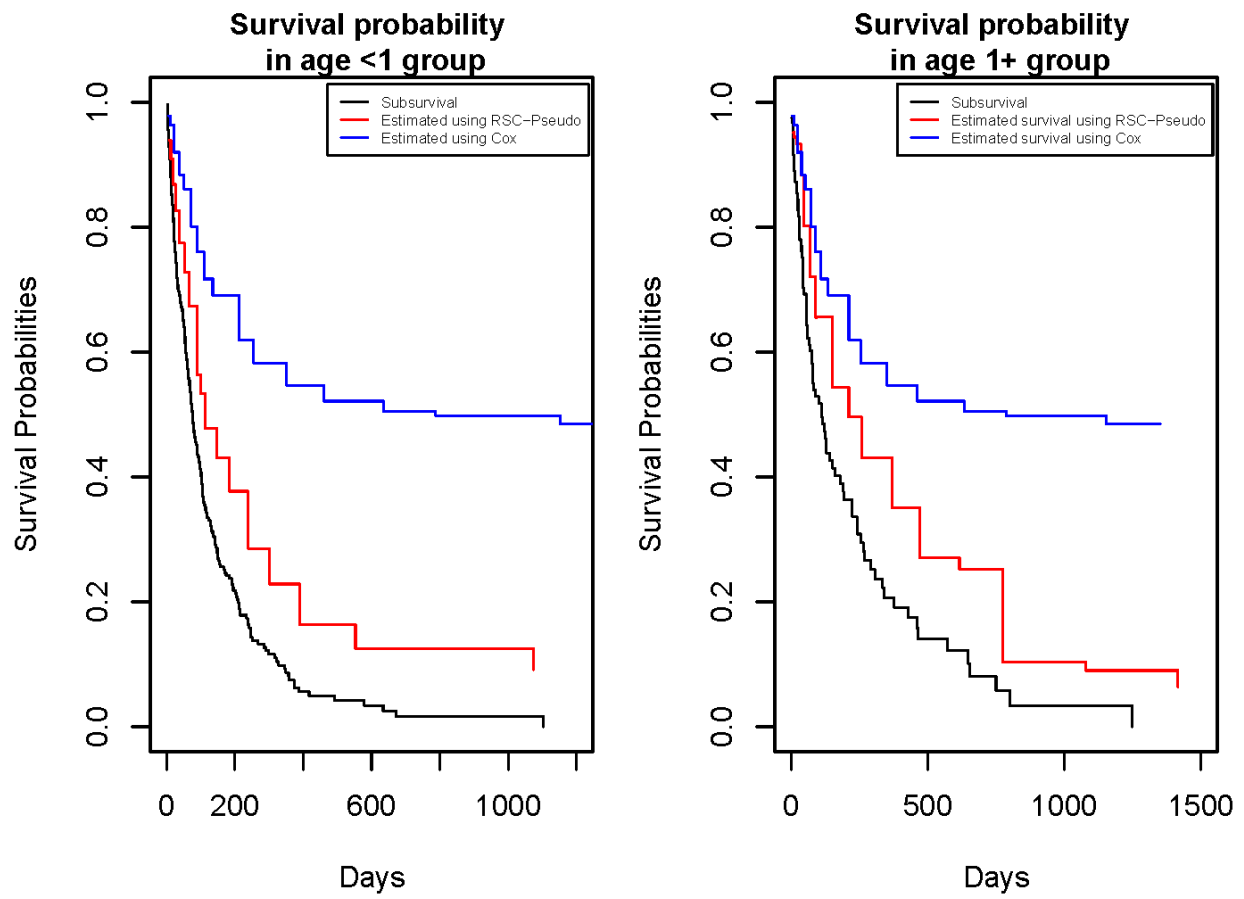 Survival probability
in age <1 group
Survival Probabilities
1.0
0.8
0.6
0.4
0.2
0.0
Subsurvival
Estimated using RSC−Pseudo
Estimated using Cox
0 200 600 1000
Days
Survival probability
in age 1+ group
Survival Probabilities
1.0
0.8
0.6
0.4
0.2
0.0
Subsurvival
Estimated survival using RSC−Pseudo
Estimated survival using Cox
0 500 1000 1500
Days